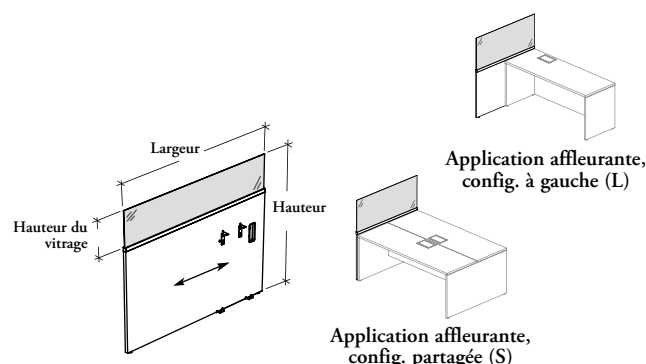 Largeur
Hauteur
Hauteur du
vitrage
Application affleurante,
config. à gauche (L)
Application affleurante,
config. partagée (S)